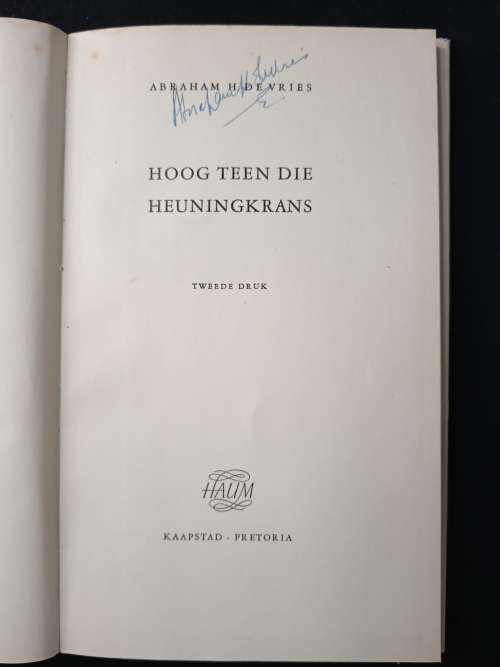 ABRAHAM H. DE VRIES
HOOG TEEN DIE
HEUNINGKRANS
TWEEDE DRUK
HAUM
KAAPSTAD - PRETORIA